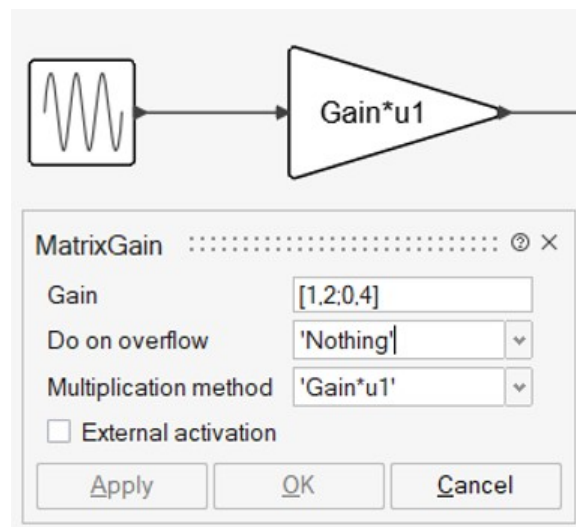 Gain*u1
MatrixGain
Gain [1,2;0,4]
Do on overflow 'Nothing'
Multiplication method 'Gain*u1'
External activation
Apply OK Cancel